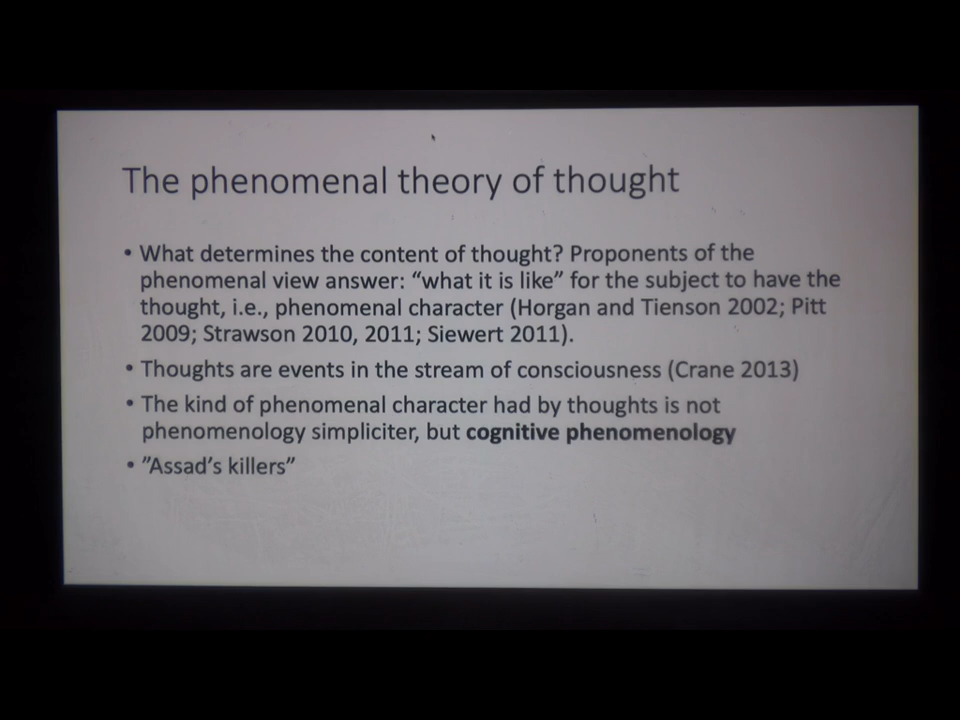 The phenomenal theory of thought
• What determines the content of thought? Proponents of the
phenomenal view answer: “what it is like” for the subject to have the
thought, i.e., phenomenal character (Horgan and Tienson 2002; Pitt
2009; Strawson 2010, 2011; Siewert 2011).
• Thoughts are events in the stream of consciousness (Crane 2013)
• The kind of phenomenal character had by thoughts is not
phenomenology simpliciter, but cognitive phenomenology
• ”Assad’s killers”